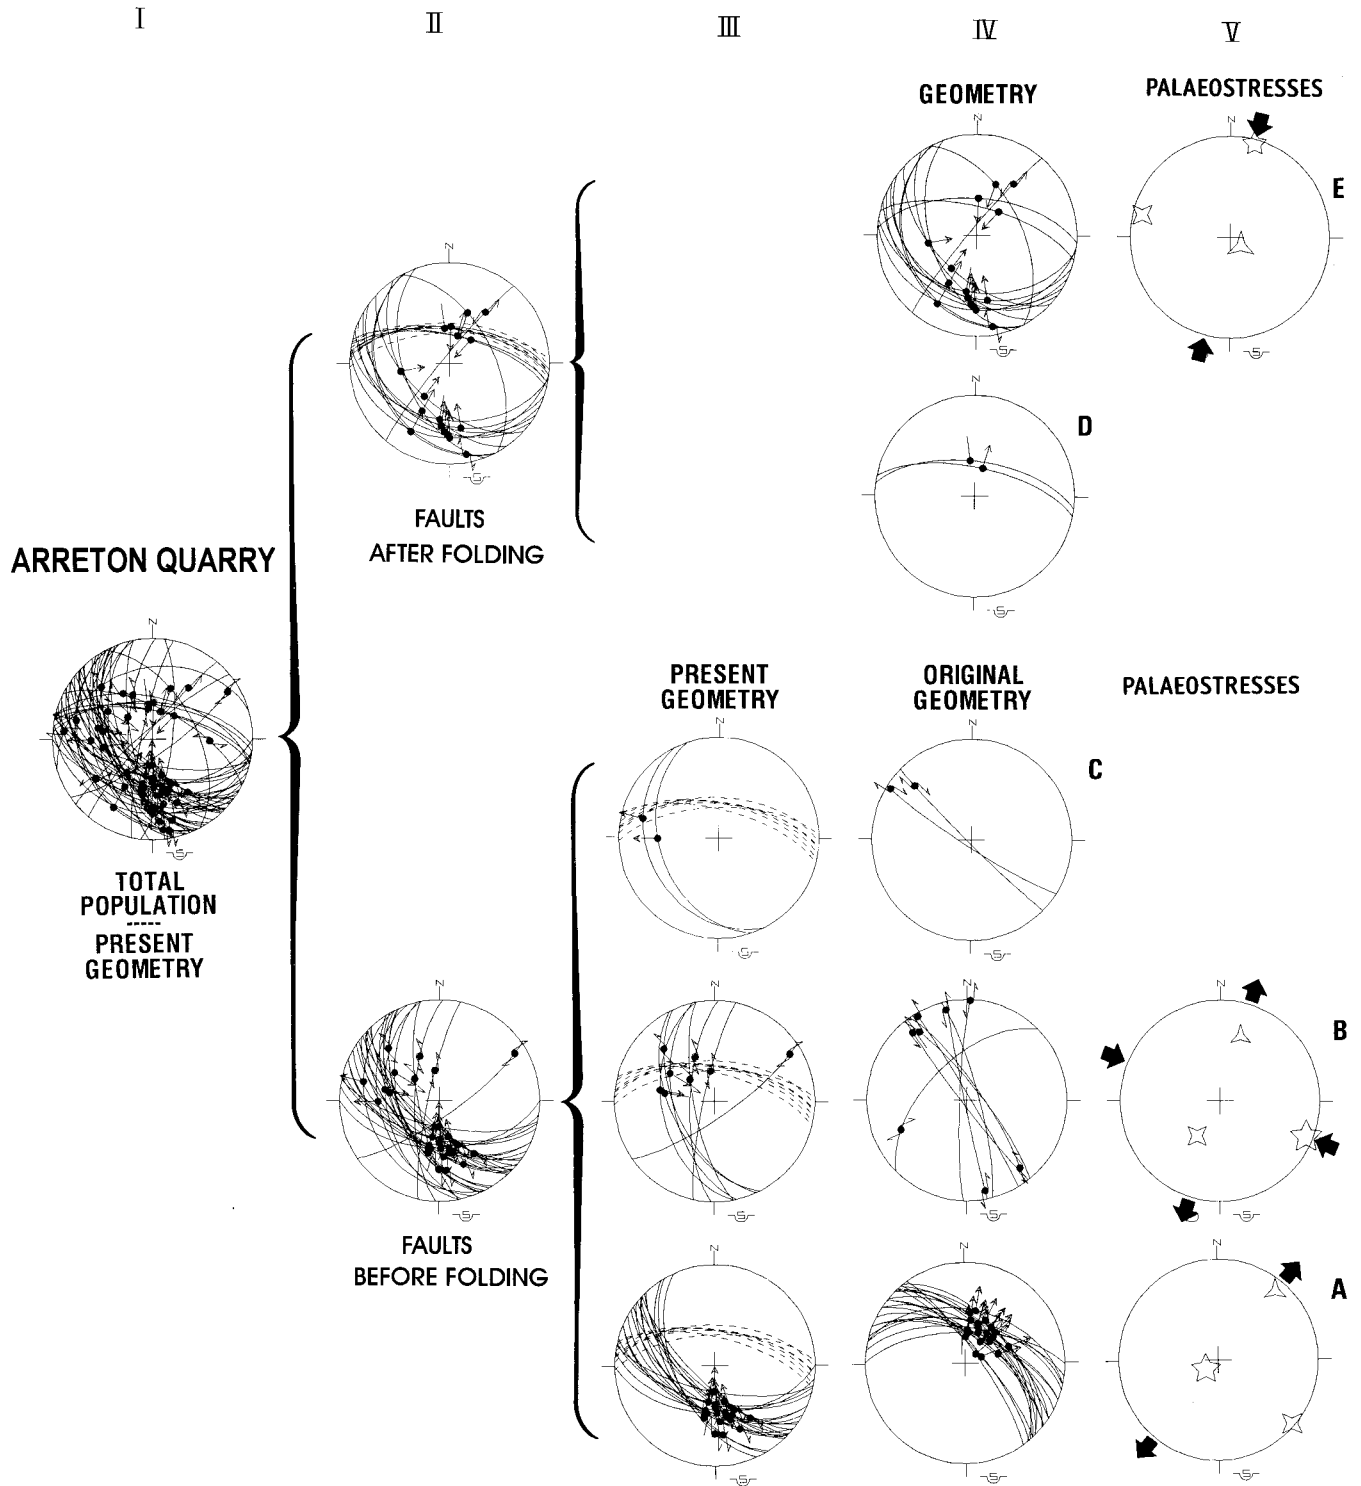 I
II
III
IV
V
GEOMETRY
PALAEOSTRESSES
N
N
E
N
S
S
N
D
S
FAULTS
AFTER FOLDING
ARRETON QUARRY
S
N
PRESENT
GEOMETRY
ORIGINAL
GEOMETRY
PALAEOSTRESSES
N
N
C
S
TOTAL
POPULATION
-----
PRESENT
GEOMETRY
S
S
N
N
N
N
B
S
S
S
S
FAULTS
BEFORE FOLDING
N
N
N
A
S
S
S